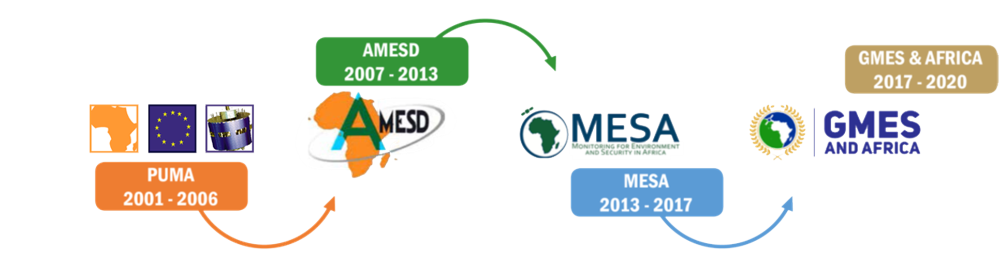 PUMA
2001 - 2006
AMESD
2007 - 2013
AMESD
MESA
MONITORING FOR ENVIRONMENT
AND SECURITY IN AFRICA
MESA
2013 - 2017
GMES & AFRICA
2017 - 2020
GMES
AND AFRICA